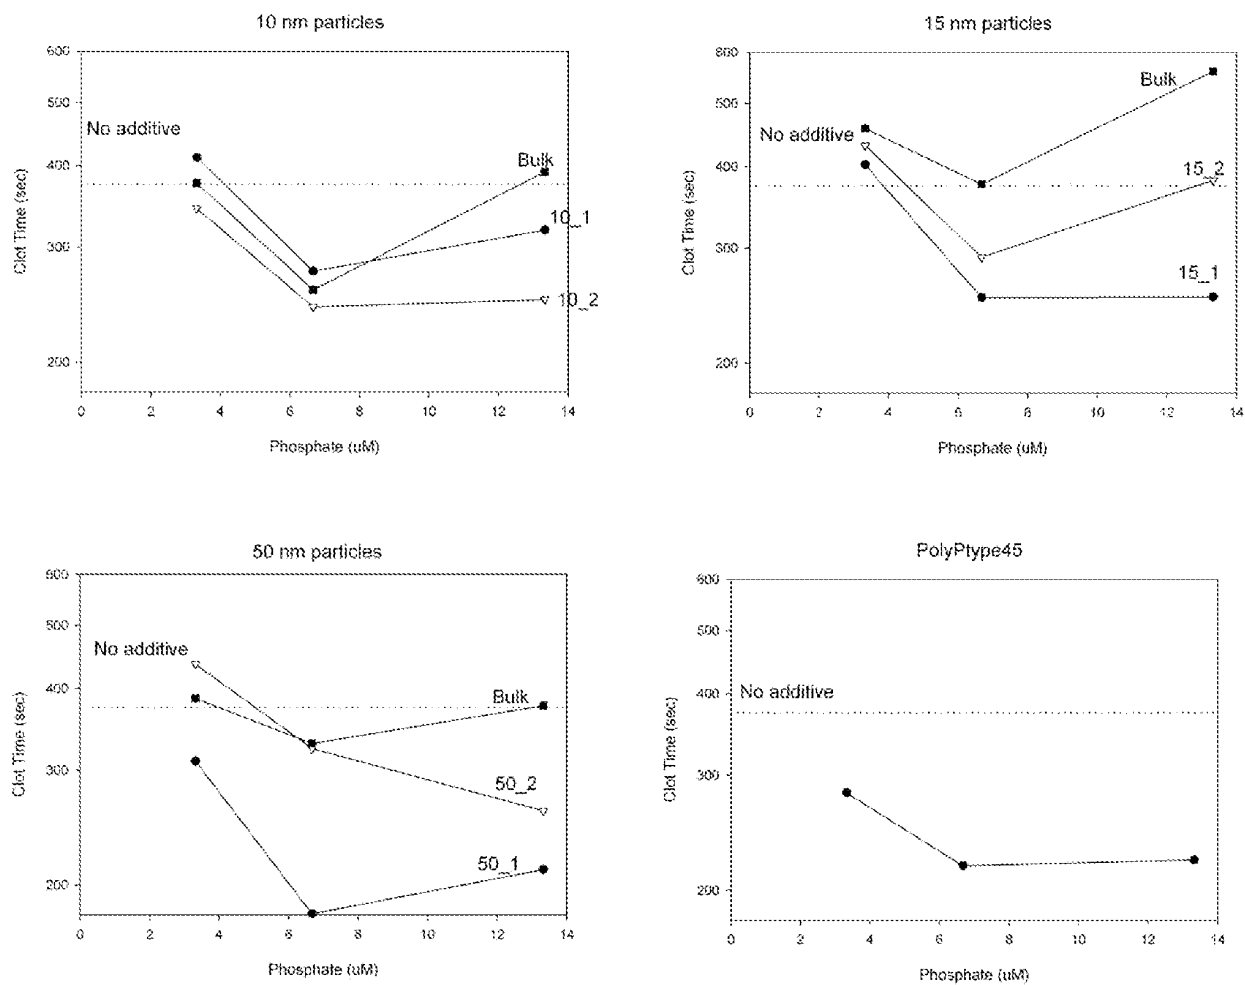 10 nm particles
600
500
400
300
200
Clot Time (sec)
No additive
Bulk
10_1
10_2
0 2 4 6 8 10 12 14
Phosphate (uM)
15 nm particles
600
500
400
300
200
Clot Time (sec)
No additive
Bulk
15_2
15_1
0 2 4 6 8 10 12 14
Phosphate (uM)
50 nm particles
600
500
400
300
200
Clot Time (sec)
No additive
Bulk
50_2
50_1
0 2 4 6 8 10 12 14
Phosphate (uM)
PolyPtype45
600
500
400
300
200
Clot Time (sec)
No additive
0 2 4 6 8 10 12 14
Phosphate (uM)